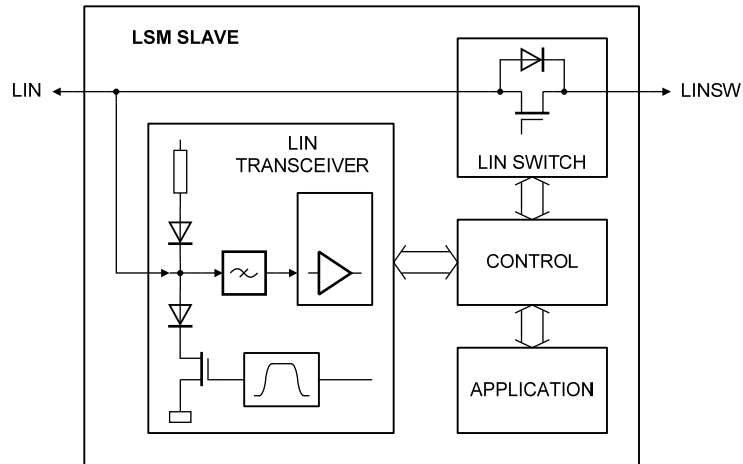 LSM SLAVE
LIN
LINSW
LIN
TRANSCEIVER
LIN SWITCH
CONTROL
APPLICATION